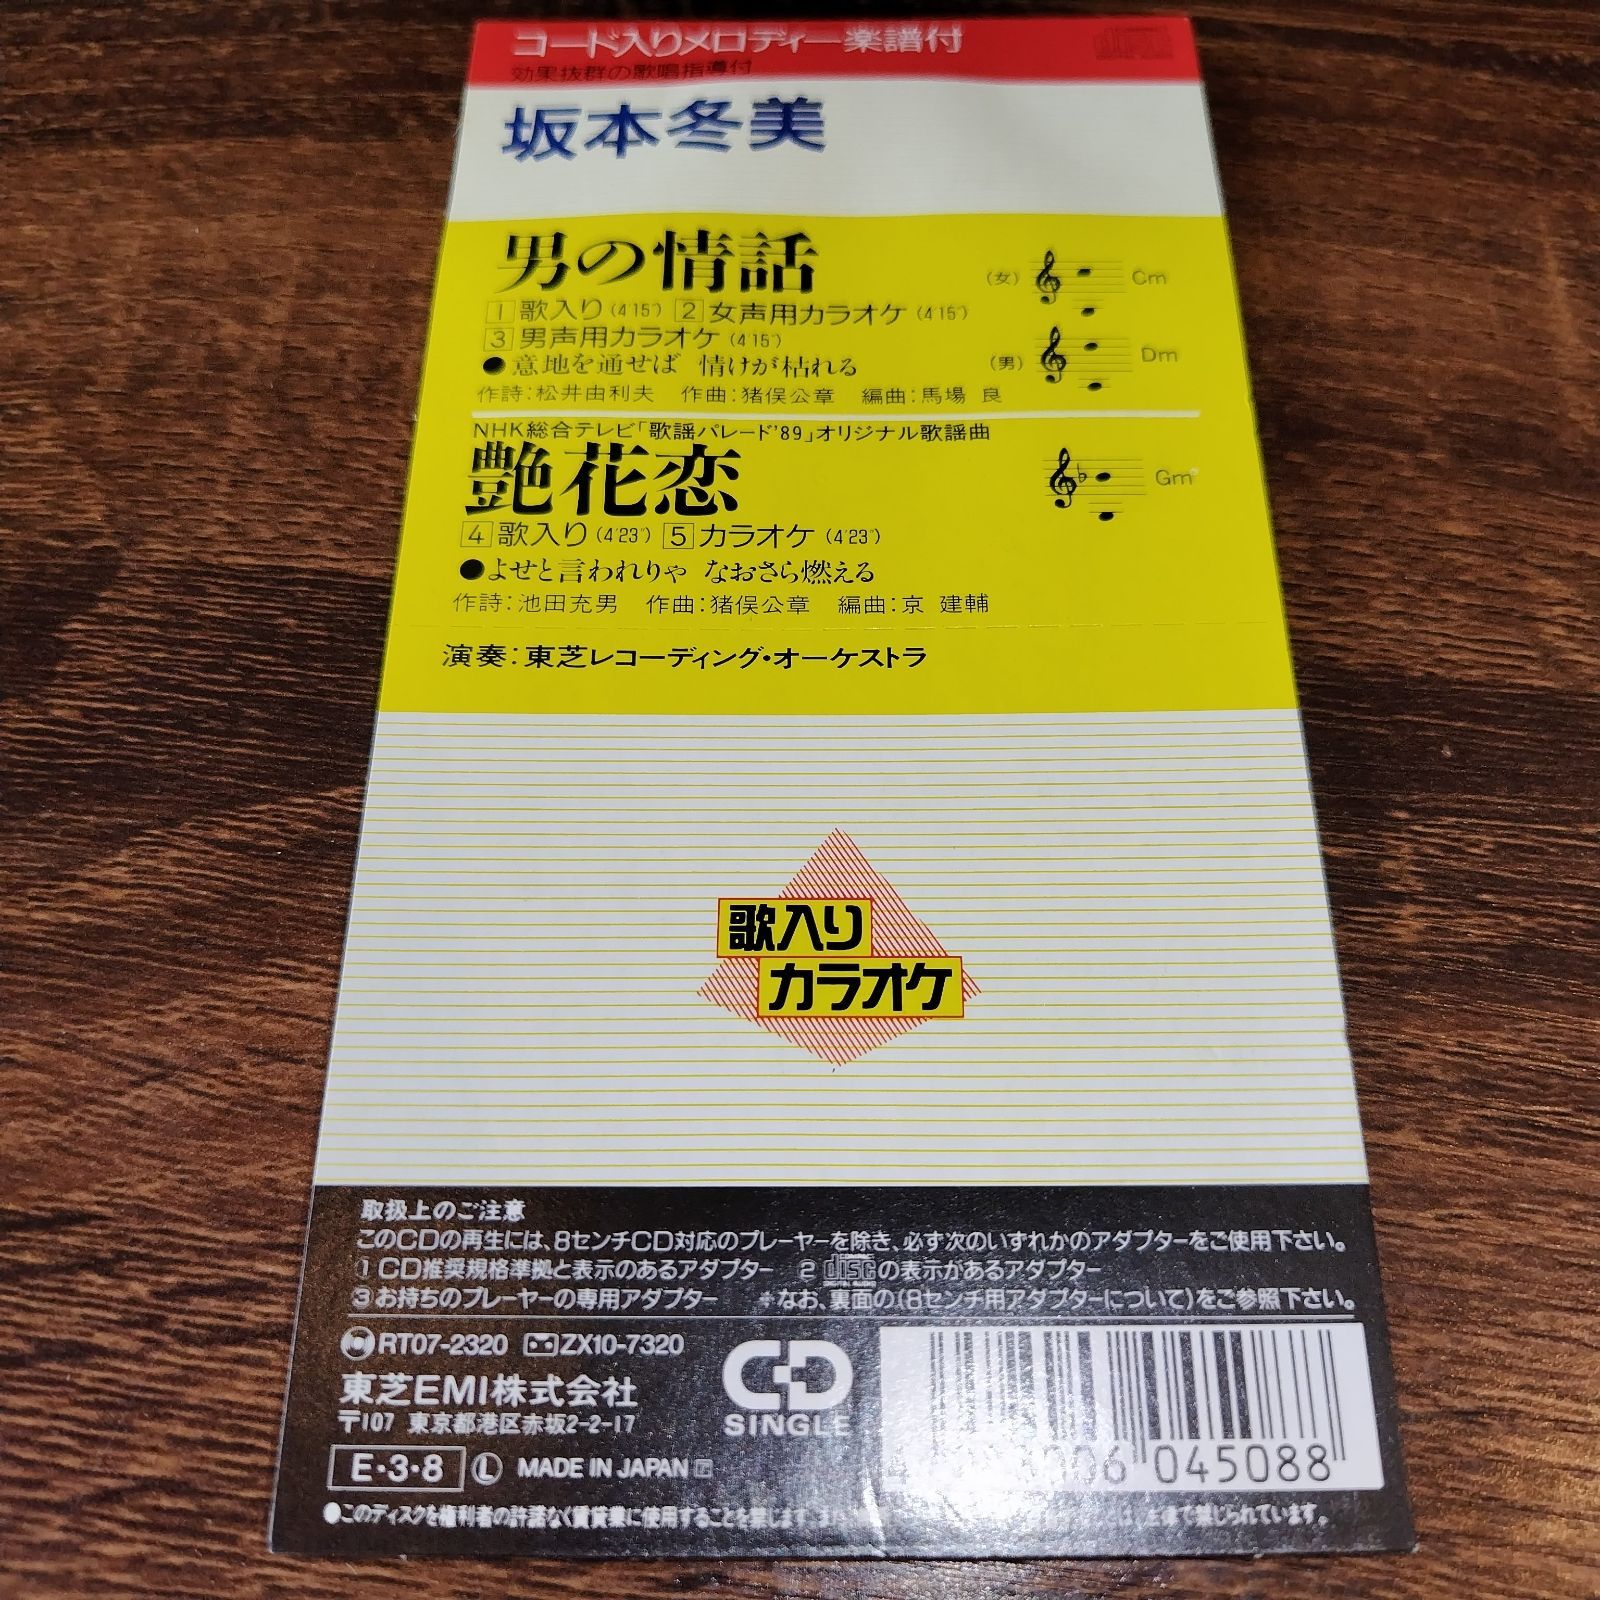 コード入りメロディー楽譜付
効果抜群の歌唱指導付
坂本冬美
男の情話
1 歌入り (4'15") 2 女声用カラオケ (4'15")
3 男声用カラオケ (4'15")
(女) Cm
●意地を通せば 情けが枯れる
(男) Dm
作詩:松井由利夫 作曲:猪俣公章 編曲:馬場 良
NHK総合テレビ「歌謡パレード'89」オリジナル歌謡曲
艶花恋
Gm
4 歌入り (4'23") 5 カラオケ (4'23")
●よせと言われりゃ なおさら燃える
作詩:池田充男 作曲:猪俣公章 編曲:京 建輔
演奏:東芝レコーディング・オーケストラ
歌入り
カラオケ
取扱上のご注意
このCDの再生には、8センチCD対応のプレーヤーを除き、必ず次のいずれかのアダプターをご使用下さい。
1 CD推奨規格準拠と表示のあるアダプター 2 disc DIGITAL AUDIO の表示があるアダプター
3 お持ちのプレーヤーの専用アダプター *なお、裏面の(8センチ用アダプターについて)をご参照下さい。
RT07-2320 ZX10-7320
東芝EMI株式会社
〒107 東京都港区赤坂2-2-17
CD
SINGLE
E・3・8 L MADE IN JAPAN
006 045088
●このディスクを権利者の許諾なく賃貸業に使用することを禁じます。
法律で禁じられています。